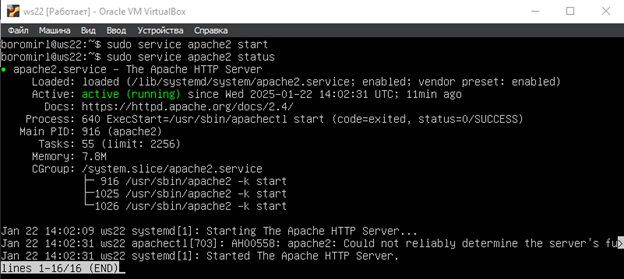 ws22 [Работает] - Oracle VM VirtualBox
Файл Машина Вид Ввод Устройства Справка
boromirl@ws22:~$ sudo service apache2 start
boromirl@ws22:~$ sudo service apache2 status
● apache2.service - The Apache HTTP Server
Loaded: loaded (/lib/systemd/system/apache2.service; enabled; vendor preset: enabled)
Active: active (running) since Wed 2025-01-22 14:02:31 UTC; 11min ago
Docs: https://httpd.apache.org/docs/2.4/
Process: 640 ExecStart=/usr/sbin/apachectl start (code=exited, status=0/SUCCESS)
Main PID: 916 (apache2)
Tasks: 55 (limit: 2256)
Memory: 7.8M
CGroup: /system.slice/apache2.service
├─ 916 /usr/sbin/apache2 -k start
├─1025 /usr/sbin/apache2 -k start
└─1026 /usr/sbin/apache2 -k start
Jan 22 14:02:09 ws22 systemd[1]: Starting The Apache HTTP Server...
Jan 22 14:02:31 ws22 apachectl[703]: AH00558: apache2: Could not reliably determine the server's fu>
Jan 22 14:02:31 ws22 systemd[1]: Started The Apache HTTP Server.
lines 1-16/16 (END)